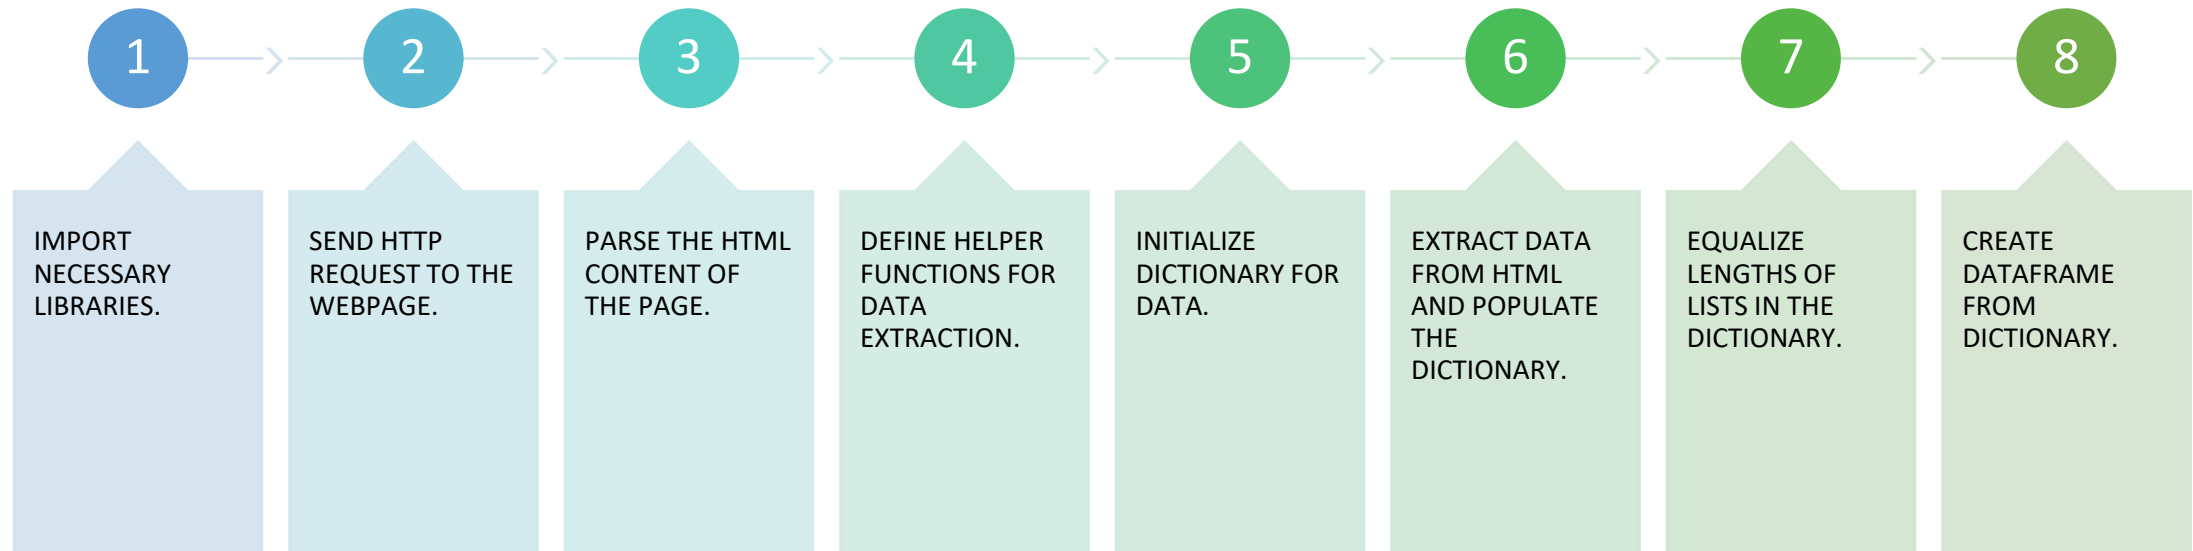 1
2
3
4
5
6
7
8
IMPORT
NECESSARY
LIBRARIES.
SEND HTTP
REQUEST TO THE
WEBPAGE.
PARSE THE HTML
CONTENT OF
THE PAGE.
DEFINE HELPER
FUNCTIONS FOR
DATA
EXTRACTION.
INITIALIZE
DICTIONARY FOR
DATA.
EXTRACT DATA
FROM HTML
AND POPULATE
THE
DICTIONARY.
EQUALIZE
LENGTHS OF
LISTS IN THE
DICTIONARY.
CREATE
DATAFRAME
FROM
DICTIONARY.